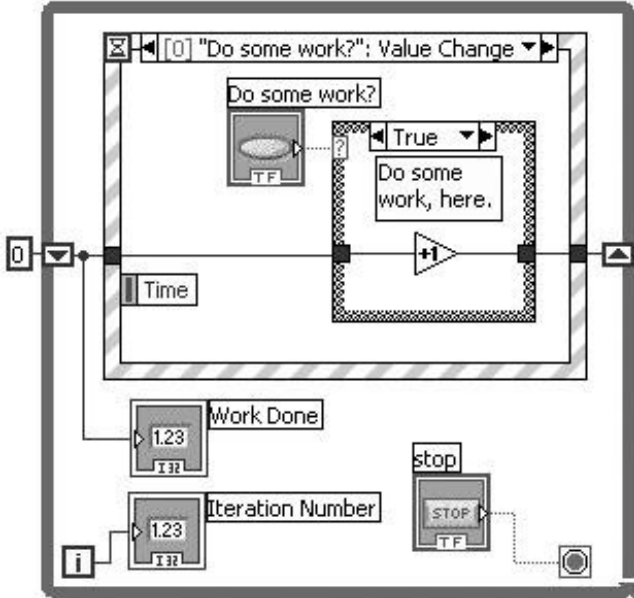 [0] "Do some work?": Value Change
Do some work?
TF
?
True
Do some
work, here.
0
+1
Time
Work Done
1.23
I32
stop
STOP
TF
Iteration Number
1.23
I32
i